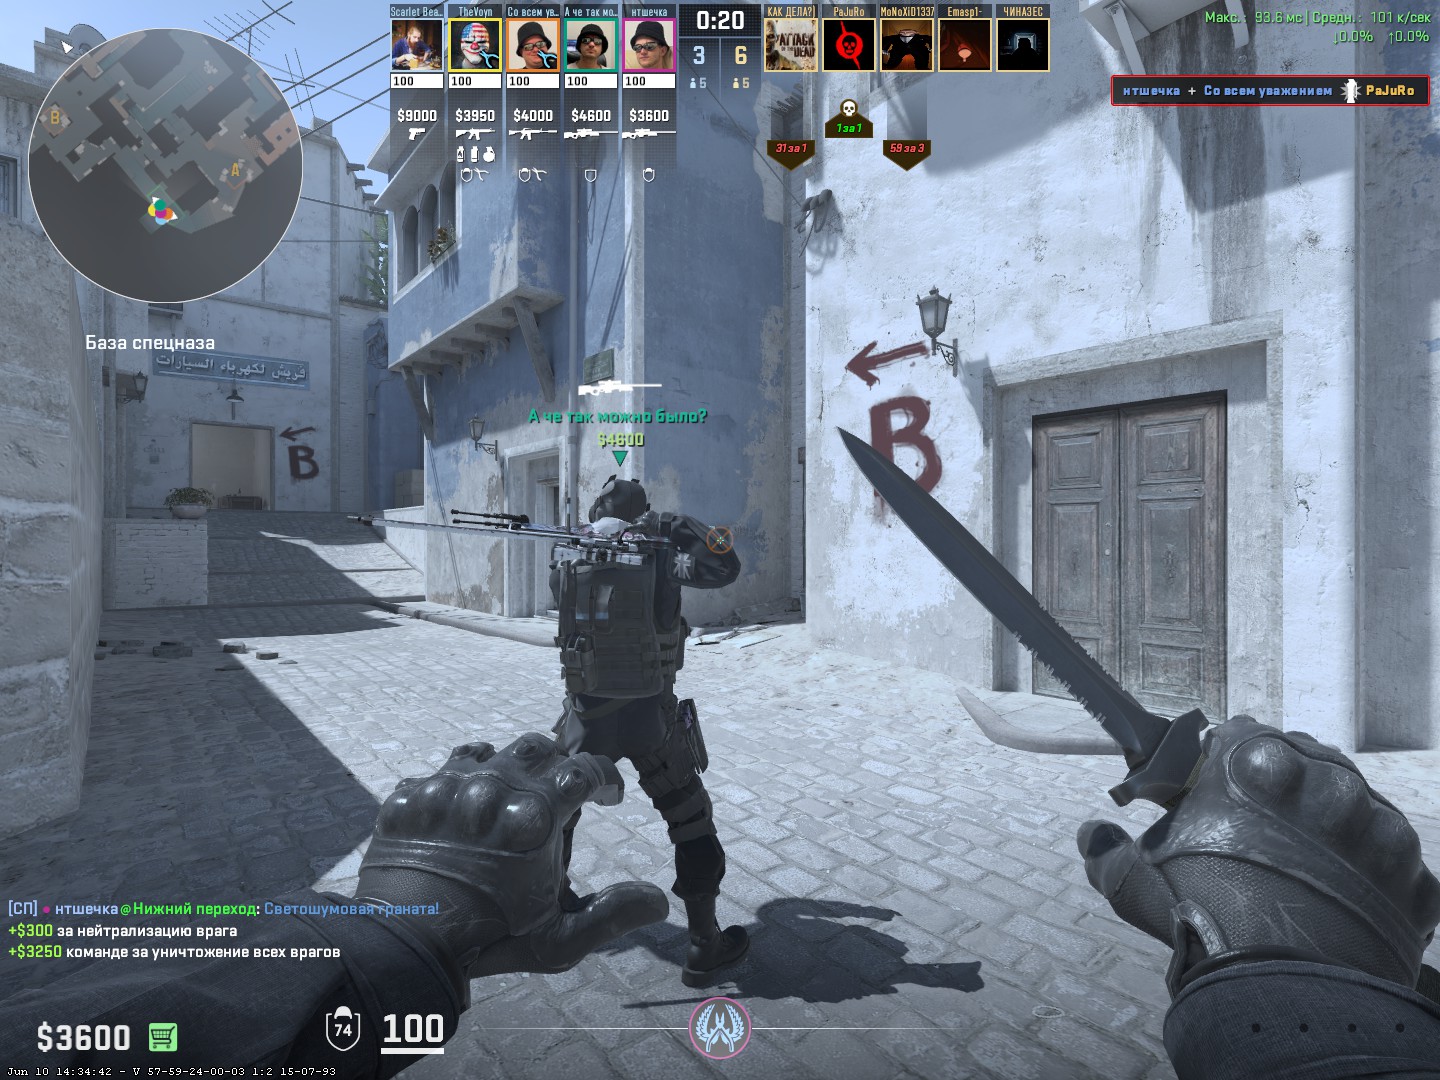 Scarlet Bea...
TheVoyn
Со всем ув...
А че так мо...
нтшечка
0:20
3
6
5
5
КАК ДЕЛА?)
PaJuRo
MoNoXiD1337
Emasp1-
ЧИНАЗЕС
100
100
100
100
100
$9000
$3950
$4000
$4600
$3600
31 за 1
1 за 1
59 за 3
Макс.: 93.6 мс | Средн.: 101 к/сек
↓0.0% ↑0.0%
нтшечка + Со всем уважением PaJuRo
B
A
База спецназа
B
B
А че так можно было?
$4600
[СП] • нтшечка@Нижний переход: Светошумовая граната!
+$300 за нейтрализацию врага
+$3250 команде за уничтожение всех врагов
$3600
74
100
Jun 10 14:34:42 - V 57-59-24-00-03 1:2 15-07-93